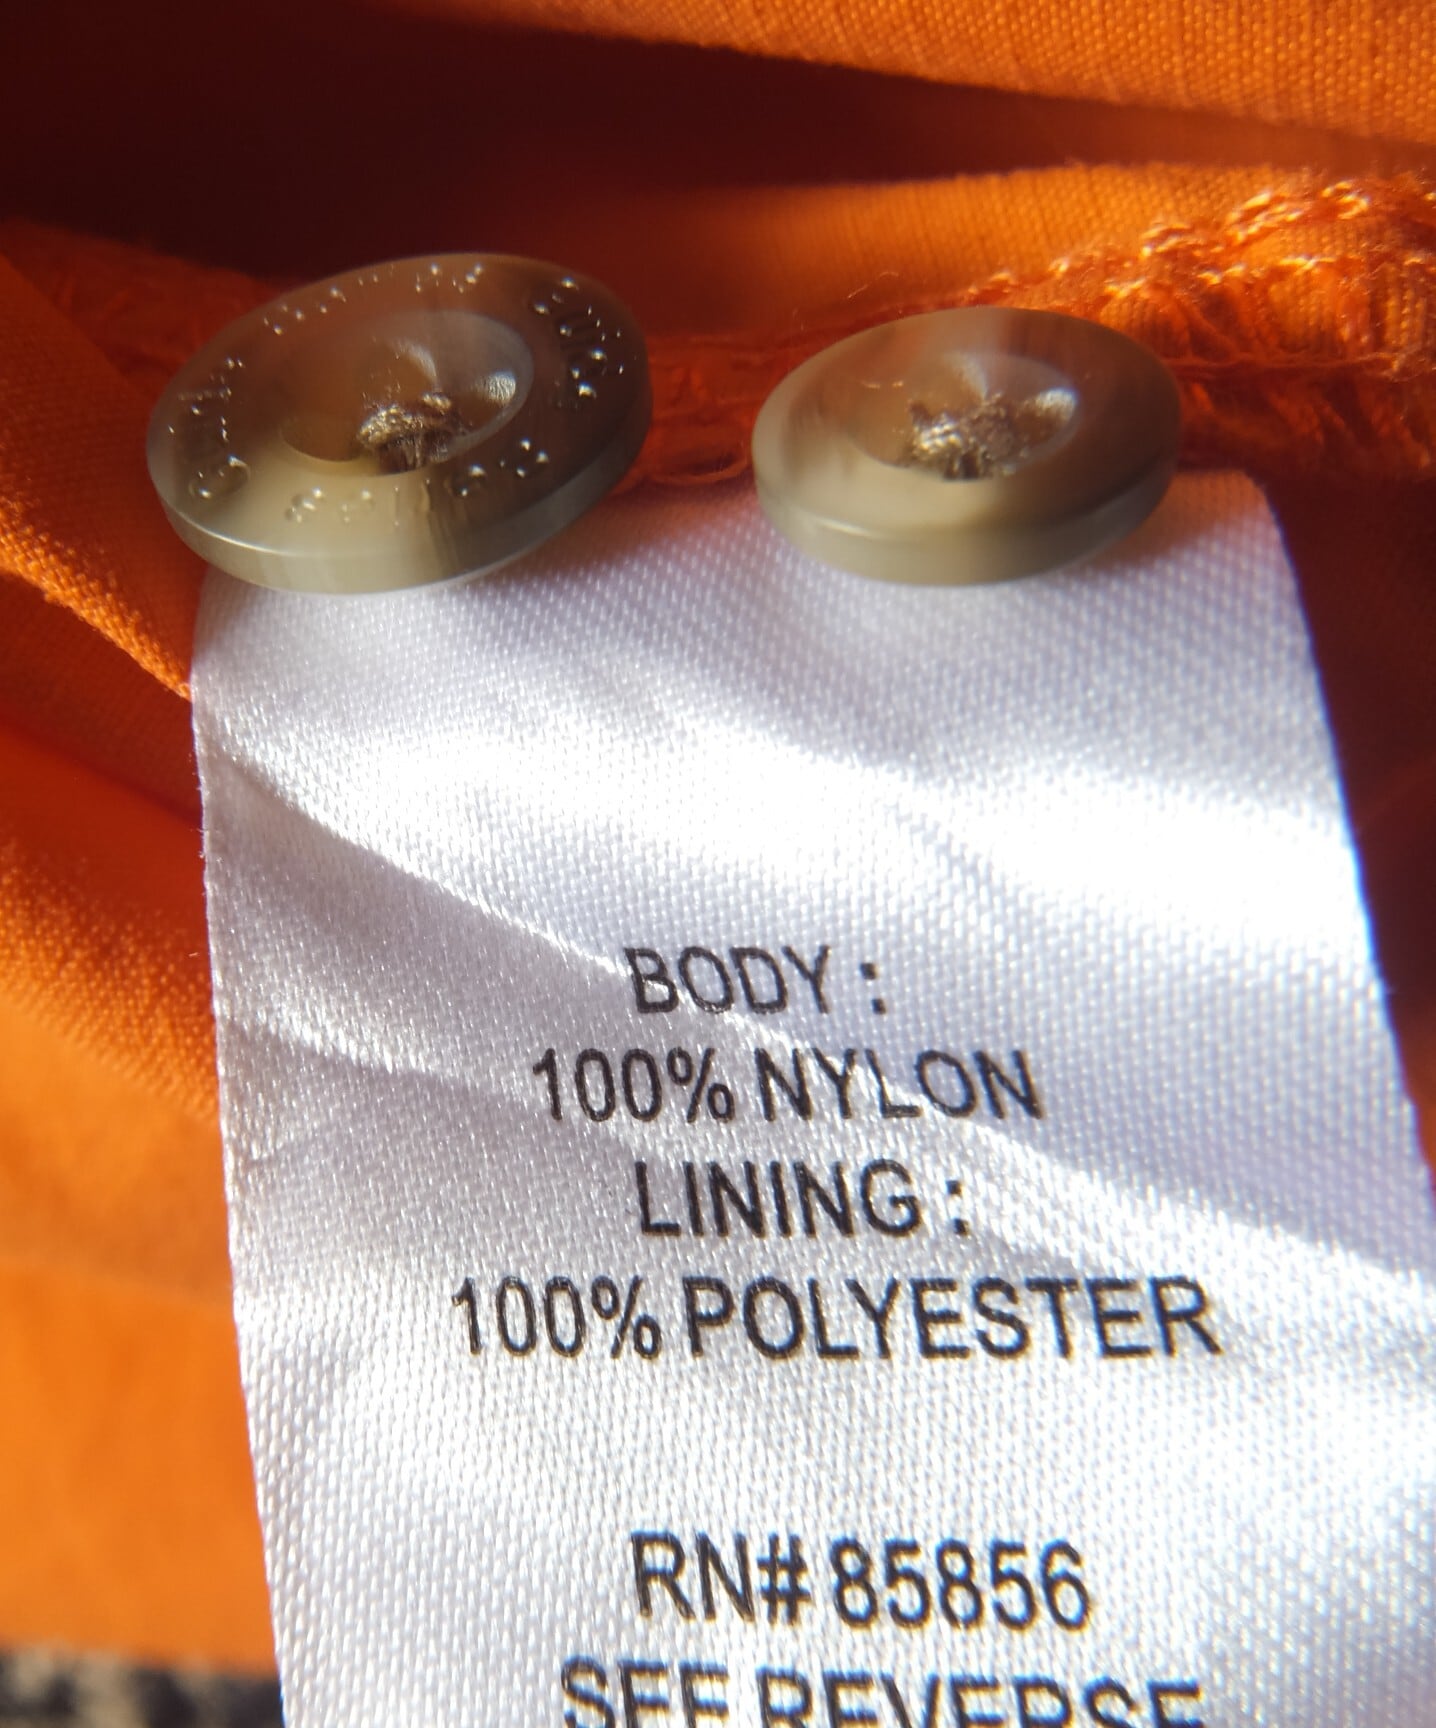 BODY :
100% NYLON
LINING :
100% POLYESTER
RN# 85856
SEE REVERSE